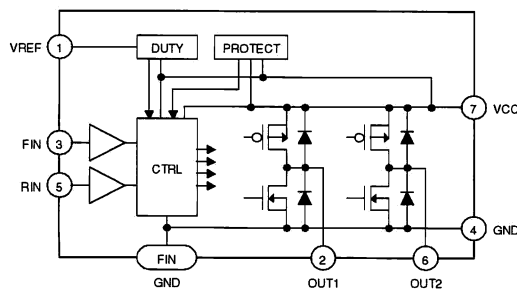 VREF 1 DUTY PROTECT
7 VCC
FIN 3
RIN 5
CTRL
4 GND
FIN 2 6
GND OUT1 OUT2